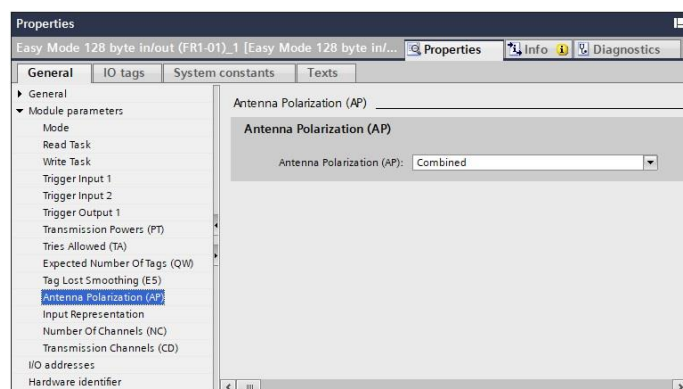 Properties
Easy Mode 128 byte in/out (FR1-01)_1 [Easy Mode 128 byte in/... Properties Info Diagnostics
General IO tags System constants Texts
General
Module parameters
Mode
Read Task
Write Task
Trigger Input 1
Trigger Input 2
Trigger Output 1
Transmission Powers (PT)
Tries Allowed (TA)
Expected Number Of Tags (QW)
Tag Lost Smoothing (E5)
Antenna Polarization (AP)
Input Representation
Number Of Channels (NC)
Transmission Channels (CD)
I/O addresses
Hardware identifier
Antenna Polarization (AP)
Antenna Polarization (AP)
Antenna Polarization (AP): Combined